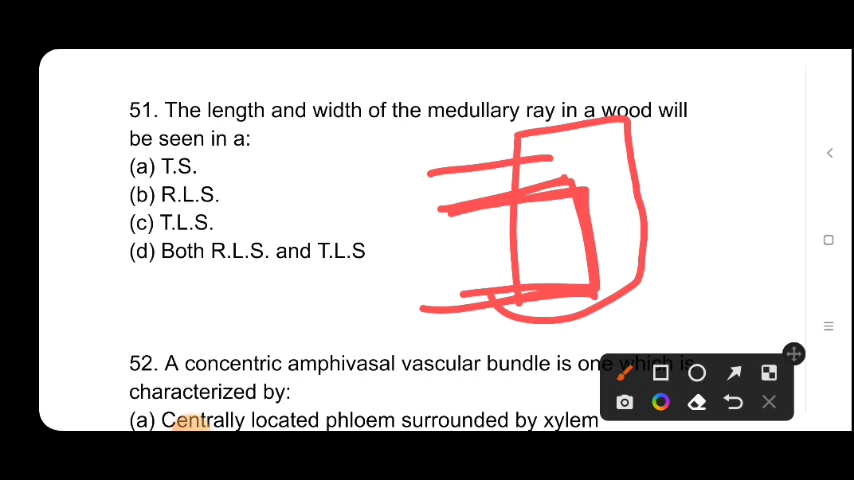 51. The length and width of the medullary ray in a wood will
be seen in a:
(a) T.S.
(b) R.L.S.
(c) T.L.S.
(d) Both R.L.S. and T.L.S
52. A concentric amphivasal vascular bundle is one which is
characterized by:
(a) Centrally located phloem surrounded by xylem